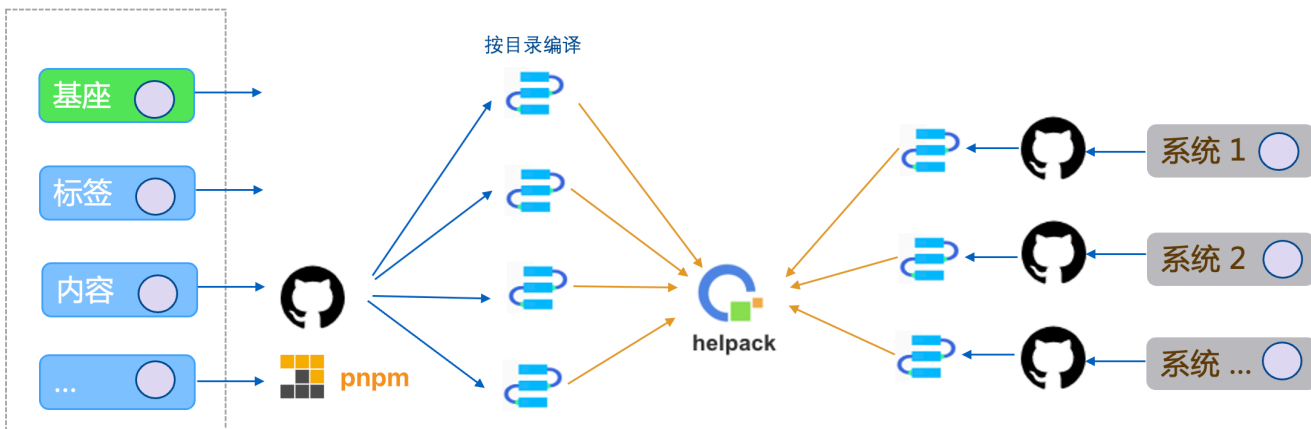 按目录编译
基座
标签
内容
...
pnpm
helpack
系统 1
系统 2
系统 ...